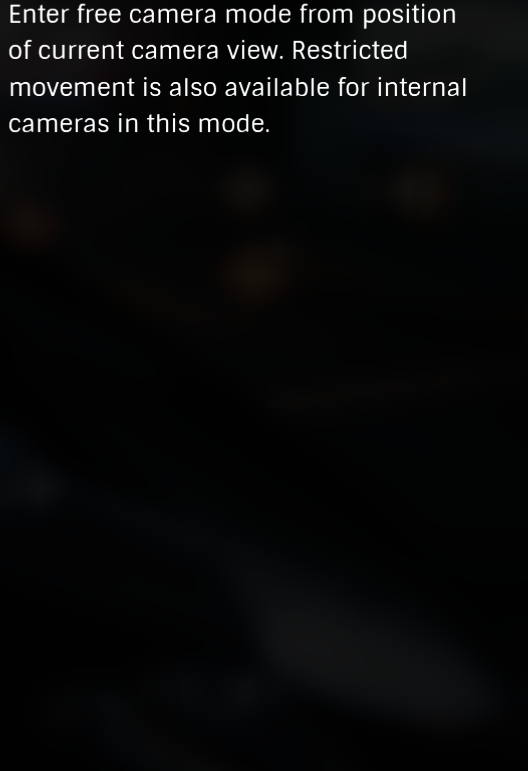 Enter free camera mode from position
of current camera view. Restricted
movement is also available for internal
cameras in this mode.